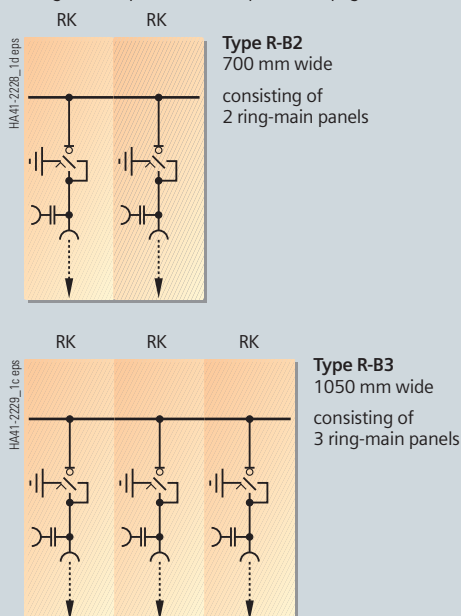 RK RK
HA41-2228_1d eps
Type R-B2
700 mm wide
consisting of
2 ring-main panels
RK RK RK
HA41-2229_1c eps
Type R-B3
1050 mm wide
consisting of
3 ring-main panels